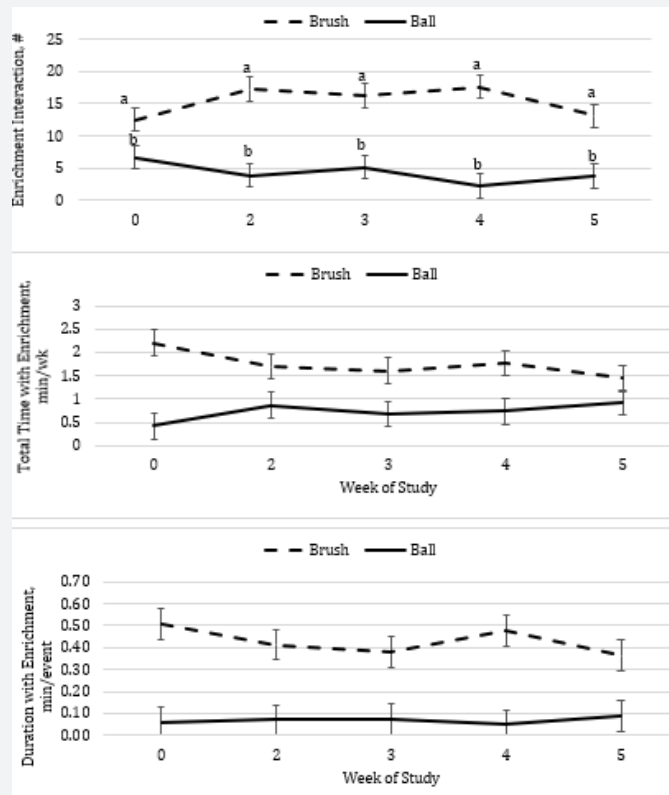 Brush Ball
Enrichment Interaction, #
25
20
15
10
5
0
a a a a a
b b b b b
0 2 3 4 5
Brush Ball
Total Time with Enrichment,
min/wk
3
2.5
2
1.5
1
0.5
0
0 2 3 4 5
Week of Study
Brush Ball
Duration with Enrichment,
min/event
0.70
0.60
0.50
0.40
0.30
0.20
0.10
0.00
0 2 3 4 5
Week of Study